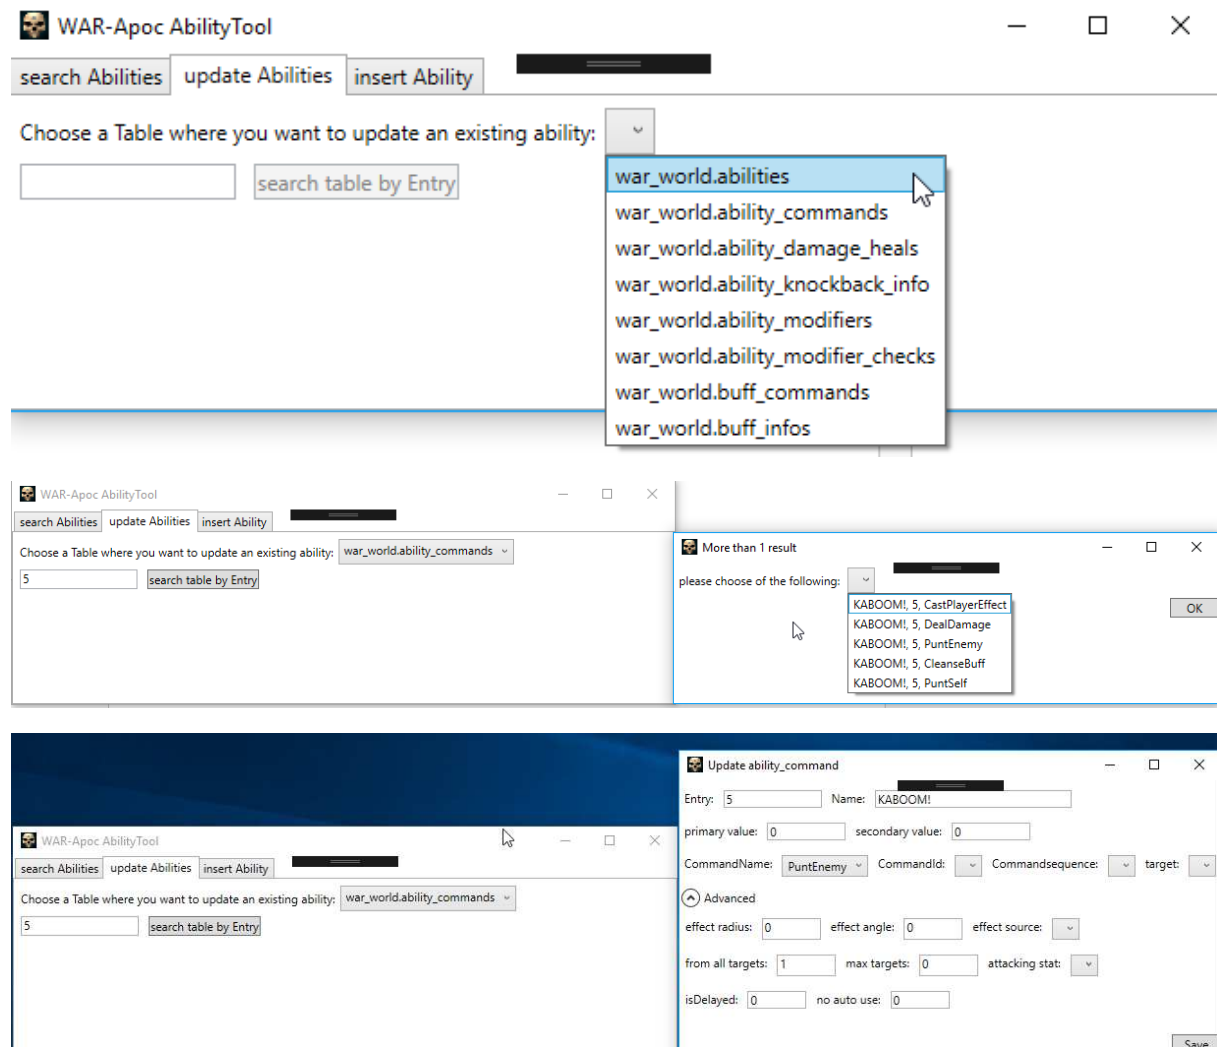 WAR-Apoc AbilityTool
search Abilities update Abilities insert Ability
Choose a Table where you want to update an existing ability:
search table by Entry
war_world.abilities
war_world.ability_commands
war_world.ability_damage_heals
war_world.ability_knockback_info
war_world.ability_modifiers
war_world.ability_modifier_checks
war_world.buff_commands
war_world.buff_infos
WAR-Apoc AbilityTool
search Abilities update Abilities insert Ability
Choose a Table where you want to update an existing ability: war_world.ability_commands
5 search table by Entry
More than 1 result
please choose of the following:
OK
KABOOM!, 5, CastPlayerEffect
KABOOM!, 5, DealDamage
KABOOM!, 5, PuntEnemy
KABOOM!, 5, CleanseBuff
KABOOM!, 5, PuntSelf
WAR-Apoc AbilityTool
search Abilities update Abilities insert Ability
Choose a Table where you want to update an existing ability: war_world.ability_commands
5 search table by Entry
Update ability_command
Entry: 5 Name: KABOOM!
primary value: 0 secondary value: 0
CommandName: PuntEnemy CommandId: Commandsequence: target:
Advanced
effect radius: 0 effect angle: 0 effect source:
from all targets: 1 max targets: 0 attacking stat:
isDelayed: 0 no auto use: 0
Save